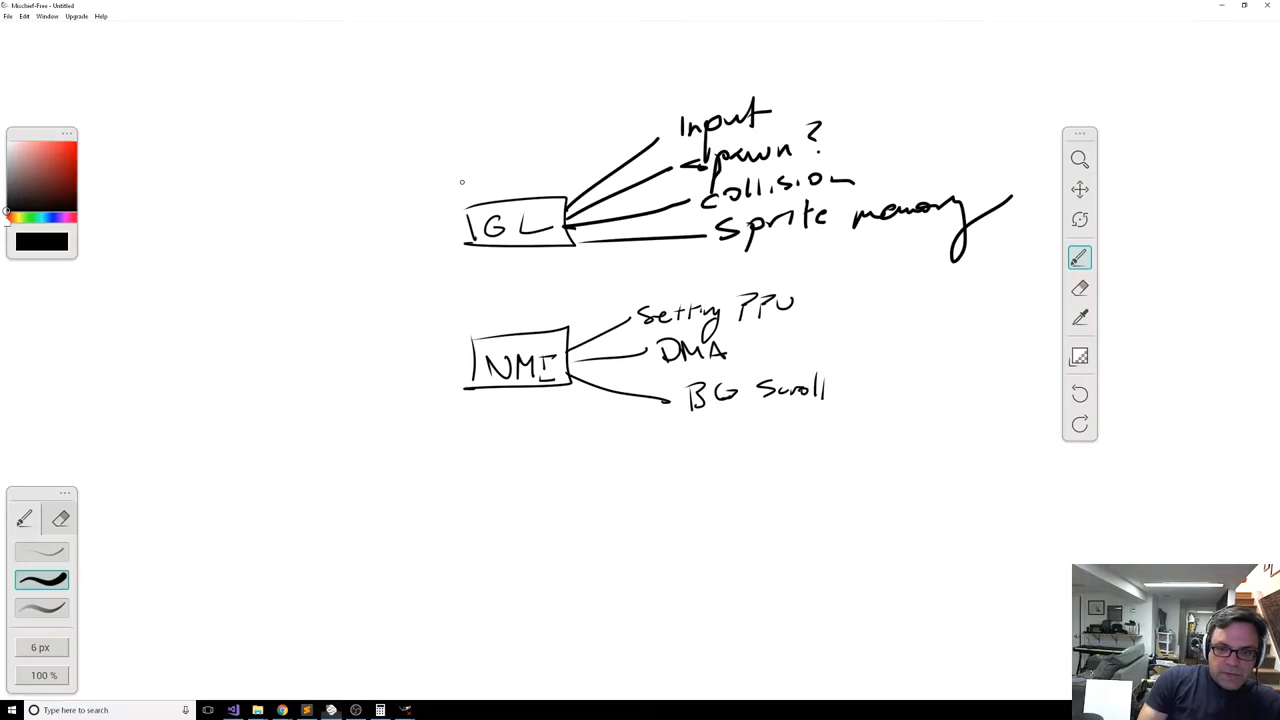 Mischief-Free - Untitled
File Edit Window Upgrade Help
Input
Spawn ?
Collision
GL
Sprite memory
Setting PPU
NMI
DMA
BG Scroll
6 px
100 %
Type here to search